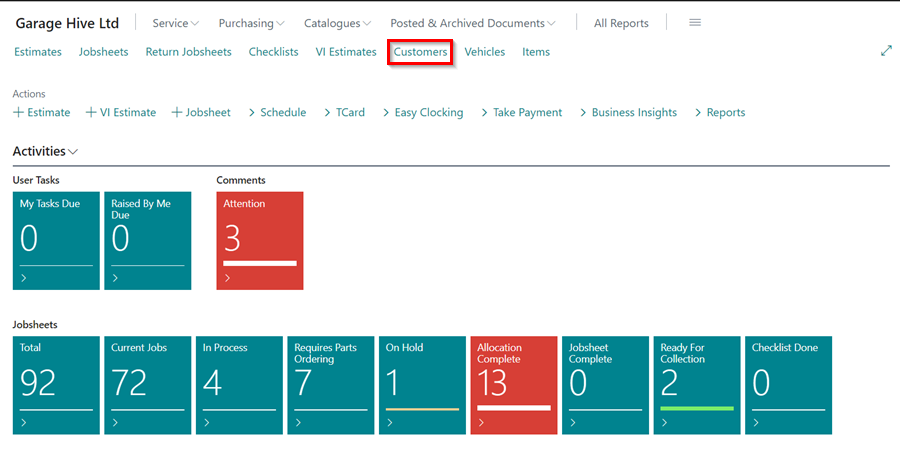 Garage Hive Ltd Service Purchasing Catalogues Posted & Archived Documents All Reports
Estimates Jobsheets Return Jobsheets Checklists VI Estimates Customers Vehicles Items
Actions
+ Estimate + VI Estimate + Jobsheet > Schedule > TCard > Easy Clocking > Take Payment > Business Insights > Reports
Activities
User Tasks
My Tasks Due
0
Raised By Me
Due
0
Comments
Attention
3
Jobsheets
Total
92
Current Jobs
72
In Process
4
Requires Parts
Ordering
7
On Hold
1
Allocation
Complete
13
Jobsheet
Complete
0
Ready For
Collection
2
Checklist Done
0